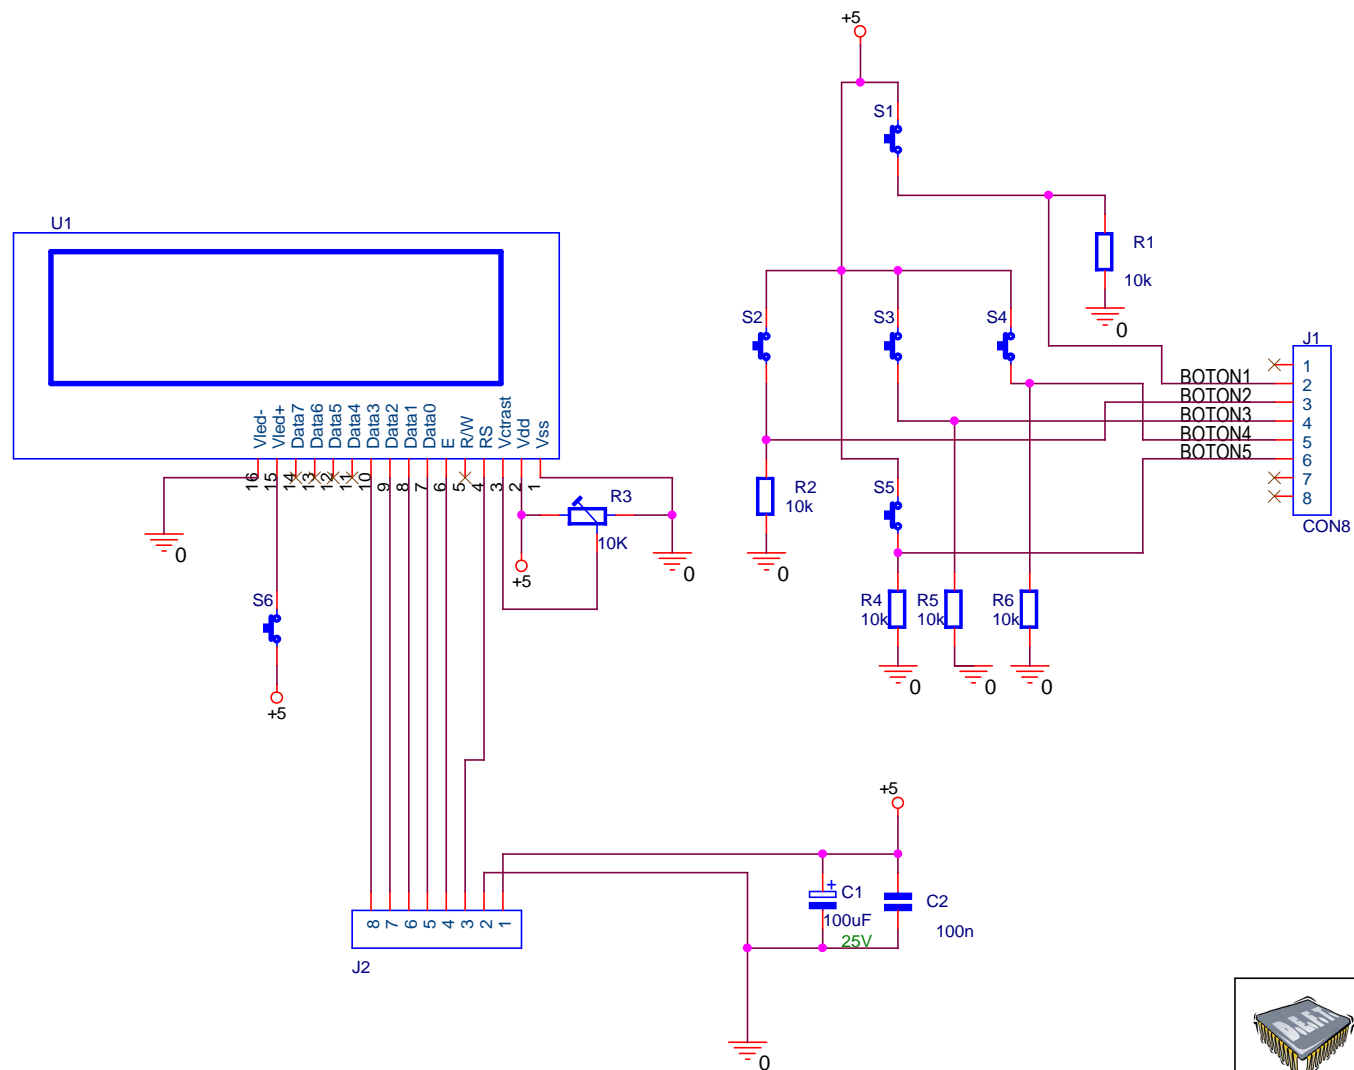 +5
S1
U1
R1
10k
0
S2
S3
S4
J1
1
BOTON1
2
BOTON2
3
BOTON3
4
BOTON4
5
BOTON5
6
7
8
CON8
Vled-
Vled+
Data7
Data6
Data5
Data4
Data3
Data2
Data1
Data0
E
R/W
RS
Vctrast
Vdd
Vss
16
15
14
13
12
11
10
9
8
7
6
5
4
3
2
1
R3
10K
0
0
+5
R2
10k
0
S5
S6
+5
R4
10k
R5
10k
R6
10k
0
0
0
+5
C1
+
100uF
25V
C2
100n
8
7
6
5
4
3
2
1
J2
0